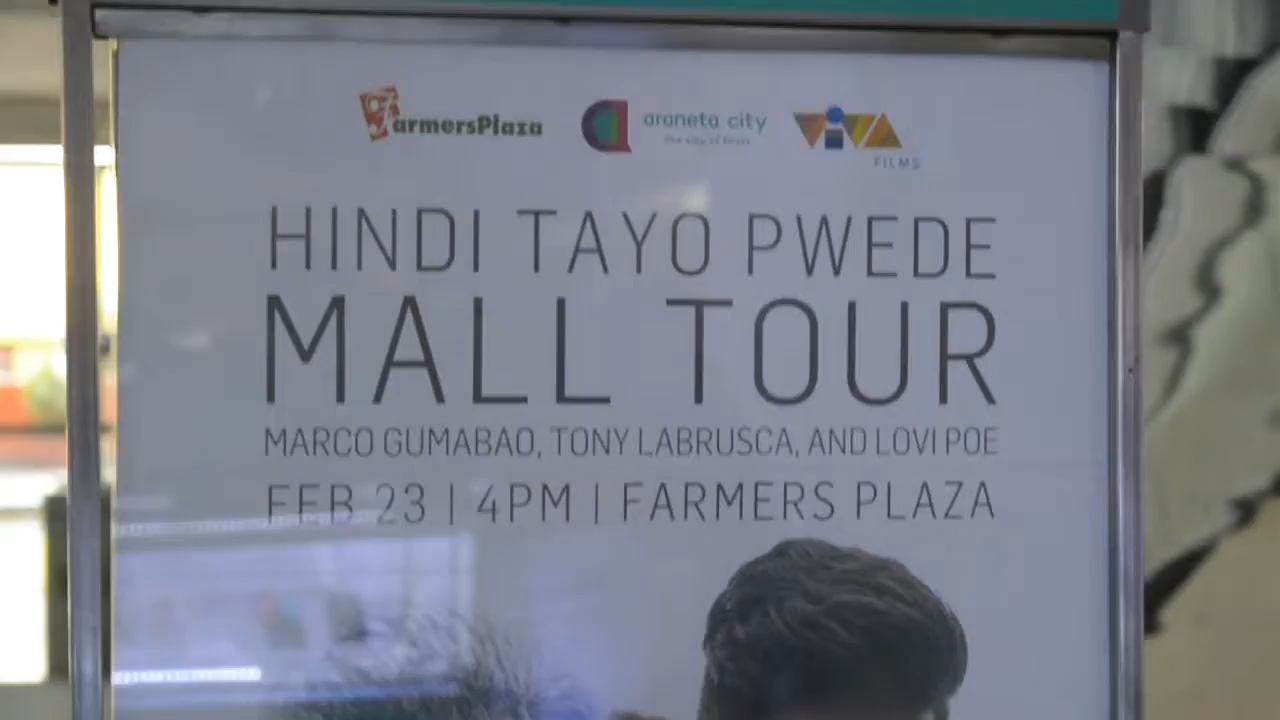 FarmersPlaza
araneta city
the city of firsts
VIVA
FILMS
HINDI TAYO PWEDE
MALL TOUR
MARCO GUMABAO, TONY LABRUSCA, AND LOVI POE
FEB 23 | 4PM | FARMERS PLAZA